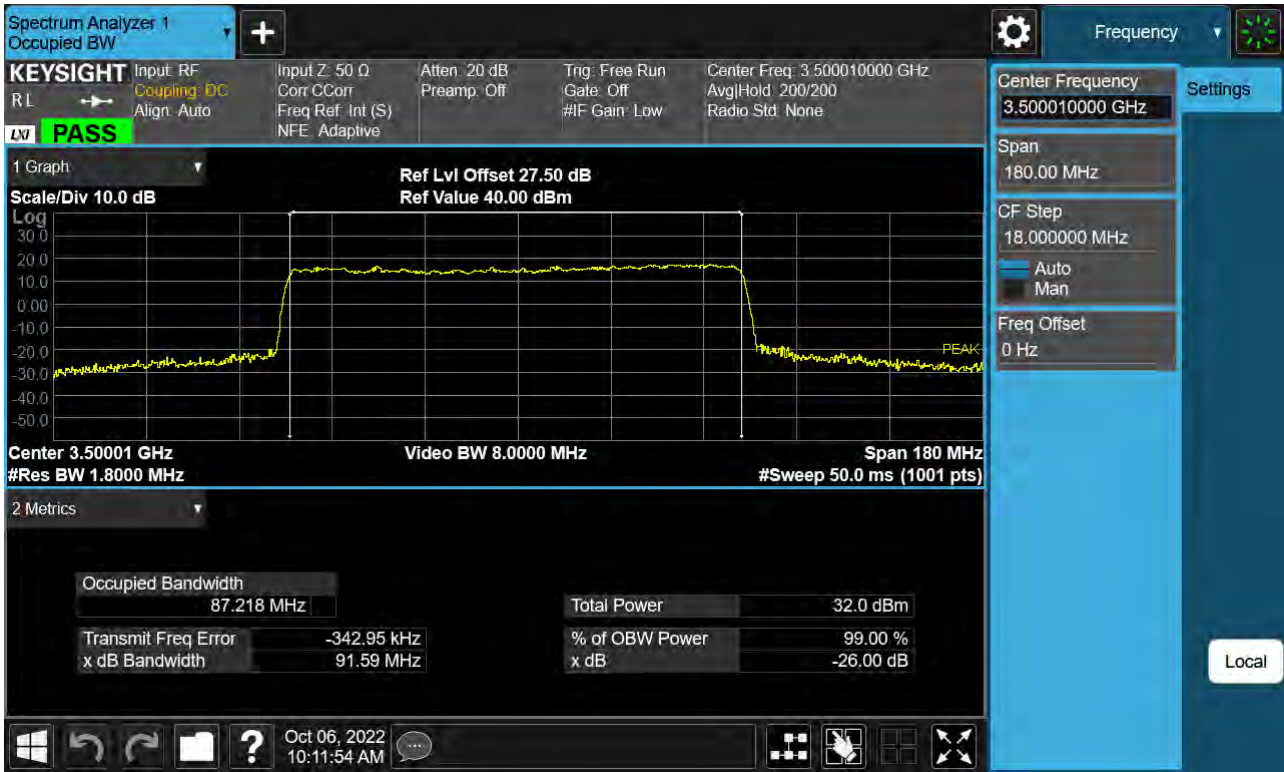 Spectrum Analyzer 1
Occupied BW
+
Frequency
KEYSIGHT
RL
LXI
PASS
Input: RF
Coupling: DC
Align: Auto
Input Z: 50 Ω
Corr CCorr
Freq Ref: Int (S)
NFE: Adaptive
Atten: 20 dB
Preamp: Off
Trig: Free Run
Gate: Off
#IF Gain: Low
Center Freq: 3.500010000 GHz
Avg|Hold: 200/200
Radio Std: None
Center Frequency
3.500010000 GHz
Settings
Span
180.00 MHz
CF Step
18.000000 MHz
Auto
Man
Freq Offset
0 Hz
Local
1 Graph
Scale/Div 10.0 dB
Ref Lvl Offset 27.50 dB
Ref Value 40.00 dBm
Log
30.0
20.0
10.0
0.00
-10.0
-20.0
-30.0
-40.0
-50.0
PEAK
Center 3.50001 GHz
#Res BW 1.8000 MHz
Video BW 8.0000 MHz
Span 180 MHz
#Sweep 50.0 ms (1001 pts)
2 Metrics
Occupied Bandwidth
87.218 MHz
Transmit Freq Error -342.95 kHz
x dB Bandwidth 91.59 MHz
Total Power 32.0 dBm
% of OBW Power 99.00 %
x dB -26.00 dB
?
Oct 06, 2022
10:11:54 AM